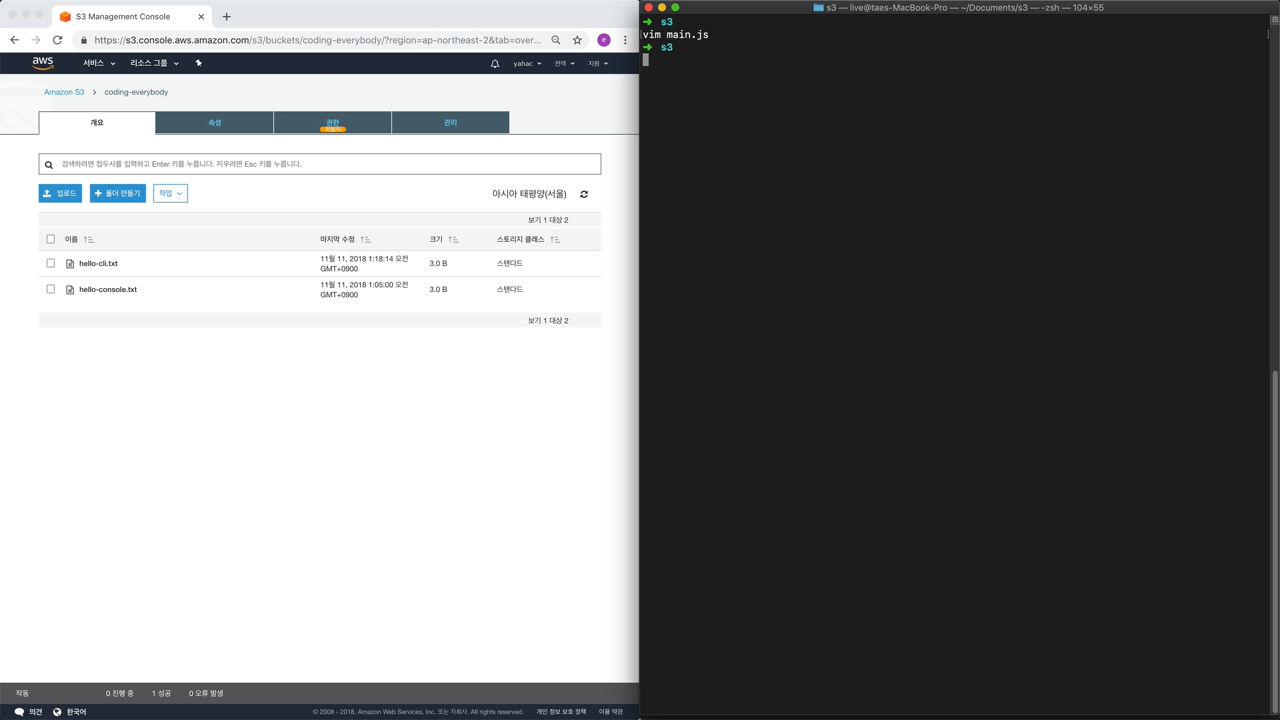 S3 Management Console
https://s3.console.aws.amazon.com/s3/buckets/coding-everybody/?region=ap-northeast-2&tab=over...
e
aws
서비스
리소스 그룹
yahac
전역
지원
Amazon S3 > coding-everybody
개요
속성
권한
퍼블릭
관리
검색하려면 접두사를 입력하고 Enter 키를 누릅니다. 지우려면 Esc 키를 누릅니다.
업로드
폴더 만들기
작업
아시아 태평양(서울)
보기 1 대상 2
이름
마지막 수정
크기
스토리지 클래스
hello-cli.txt
11월 11, 2018 1:18:14 오전
GMT+0900
3.0 B
스탠다드
hello-console.txt
11월 11, 2018 1:05:00 오전
GMT+0900
3.0 B
스탠다드
보기 1 대상 2
작동
0 진행 중
1 성공
0 오류 발생
의견
한국어
© 2008 - 2018, Amazon Web Services, Inc. 또는 자회사. All rights reserved.
개인 정보 보호 정책
이용 약관
s3 — live@taes-MacBook-Pro — ~/Documents/s3 — -zsh — 104×55
➜ s3
vim main.js
➜ s3